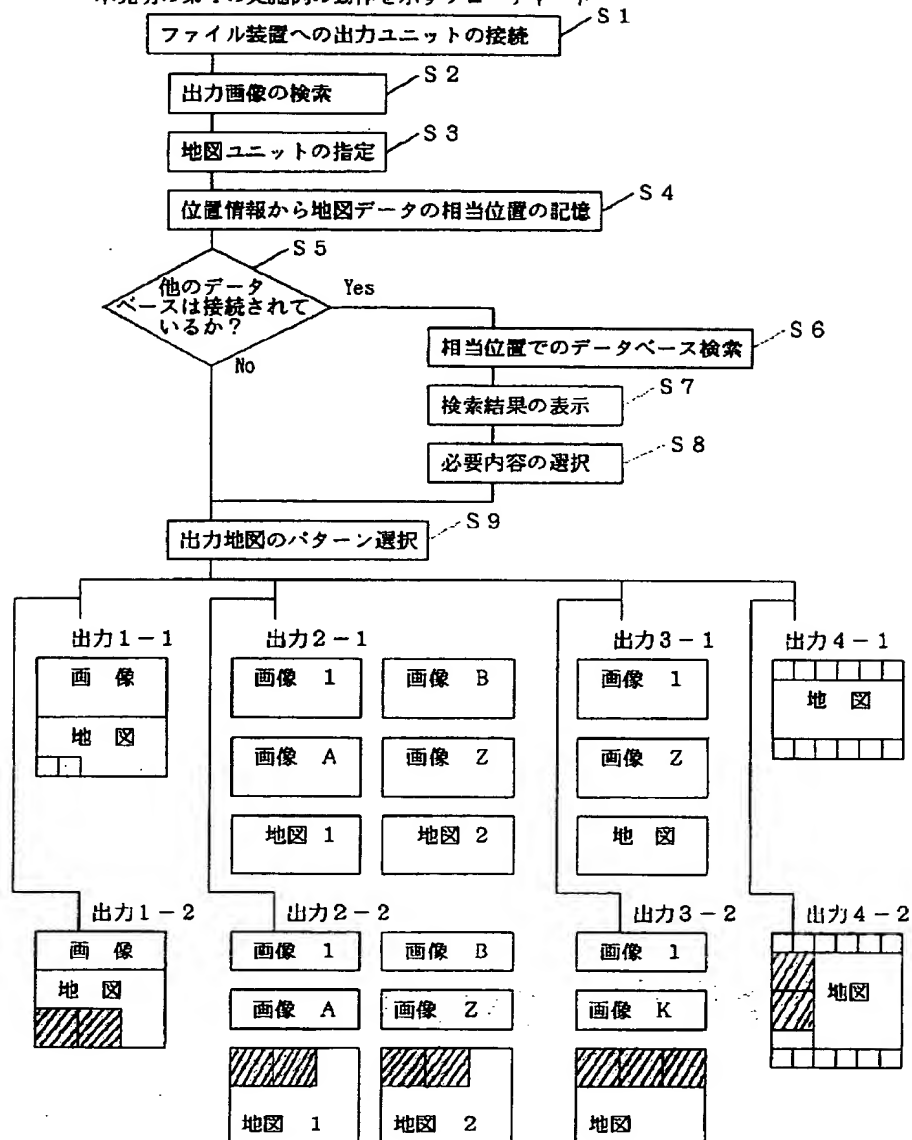 S1
ファイル装置への出力ユニットの接続
S2
出力画像の検索
S3
地図ユニットの指定
S4
位置情報から地図データの相当位置の記憶
S5
他のデータ
ベースは接続されて
いるか？
Yes
No
S6
相当位置でのデータベース検索
S7
検索結果の表示
S8
必要内容の選択
S9
出力地図のパターン選択
出力1-1
画 像
地 図
出力2-1
画像 1
画像 B
画像 A
画像 Z
地図 1
地図 2
出力3-1
画像 1
画像 Z
地 図
出力4-1
地 図
出力1-2
画 像
地 図
出力2-2
画像 1
画像 B
画像 A
画像 Z
地図 1
地図 2
出力3-2
画像 1
画像 K
地図
出力4-2
地図